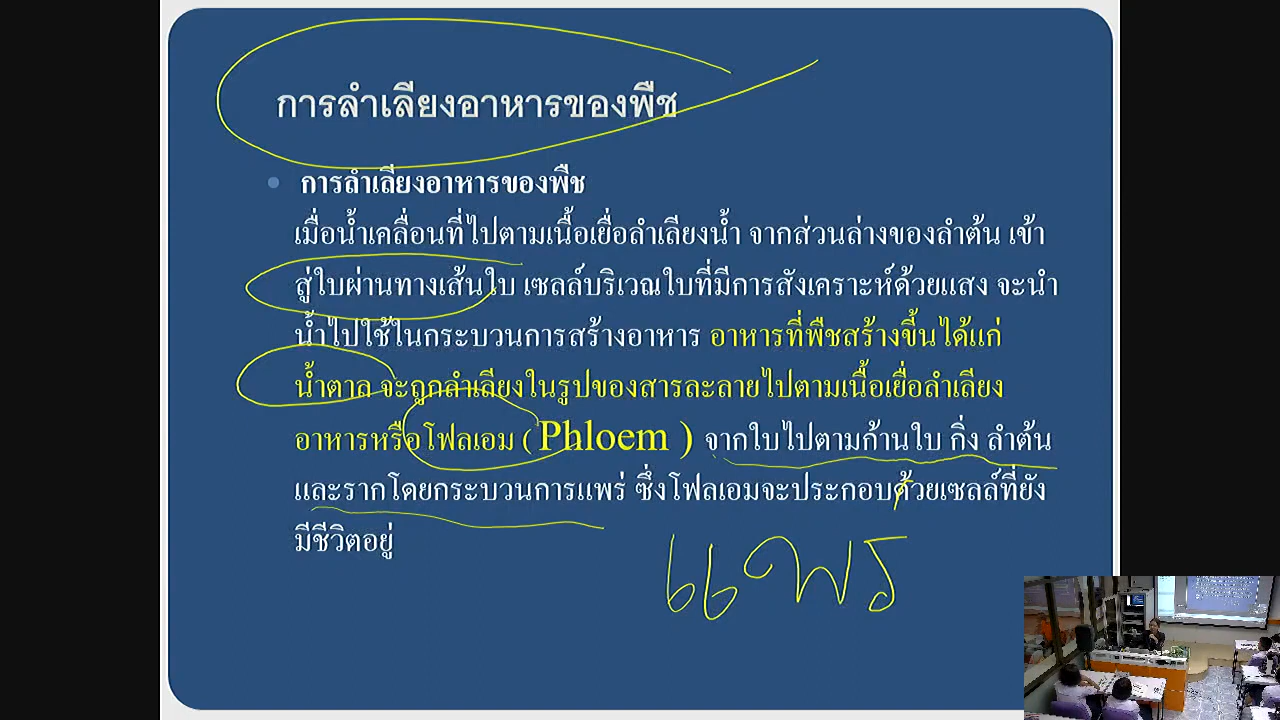 การลำเลียงอาหารของพืช
การลำเลียงอาหารของพืช
เมื่อน้ำเคลื่อนที่ไปตามเนื้อเยื่อลำเลียงน้ำ จากส่วนล่างของลำต้น เข้า
สู่ใบผ่านทางเส้นใบ เซลล์บริเวณใบที่มีการสังเคราะห์ด้วยแสง จะนำ
น้ำไปใช้ในกระบวนการสร้างอาหาร อาหารที่พืชสร้างขึ้นได้แก่
น้ำตาล จะถูกลำเลียงในรูปของสารละลายไปตามเนื้อเยื่อลำเลียง
อาหารหรือโฟลเอม ( Phloem ) จากใบไปตามก้านใบ กิ่ง ลำต้น
และรากโดยกระบวนการแพร่ ซึ่งโฟลเอมจะประกอบด้วยเซลล์ที่ยัง
มีชีวิตอยู่
แพร่